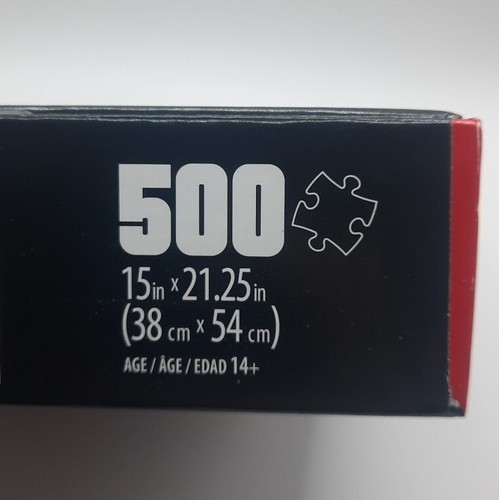 500
15in x 21.25in
(38 cm x 54 cm)
AGE / ÂGE / EDAD 14+